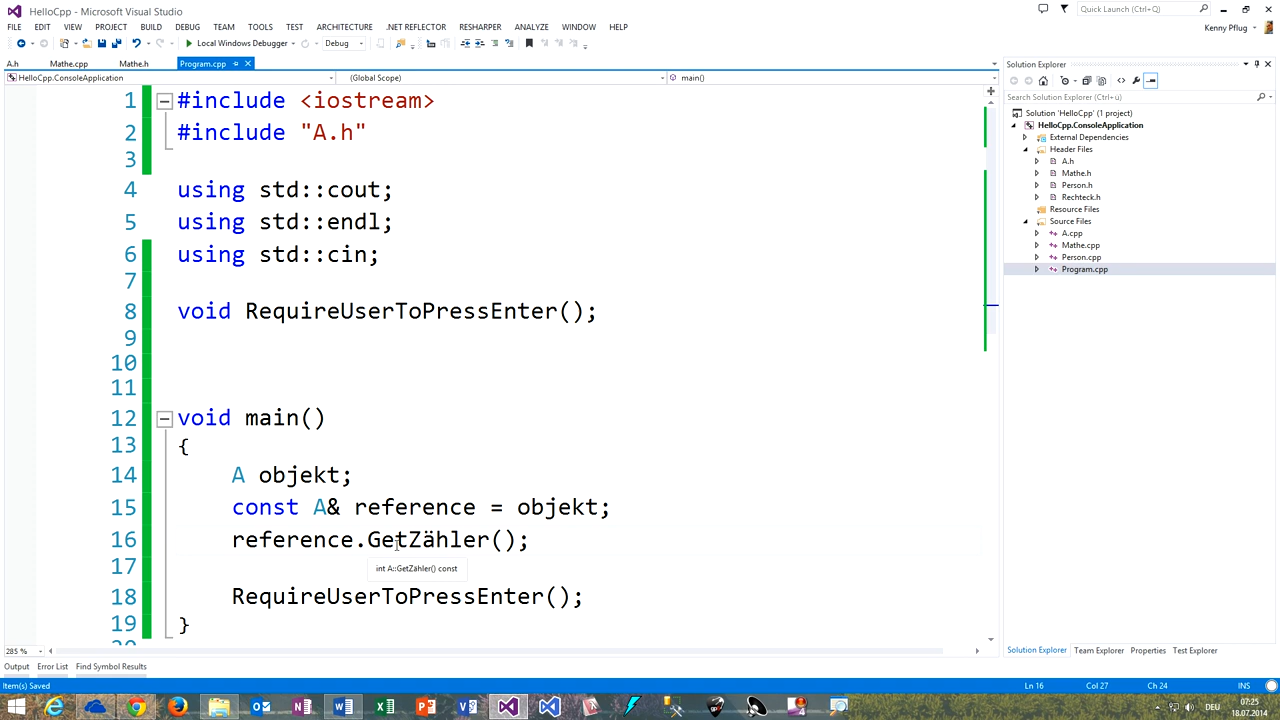 HelloCpp - Microsoft Visual Studio
Quick Launch (Ctrl+Q)
FILE EDIT VIEW PROJECT BUILD DEBUG TEAM TOOLS TEST ARCHITECTURE .NET REFLECTOR RESHARPER ANALYZE WINDOW HELP
Kenny Pflug
Local Windows Debugger Debug
A.h Mathe.cpp Mathe.h Program.cpp
HelloCpp.ConsoleApplication (Global Scope) main()
1 #include <iostream>
2 #include "A.h"
3
4 using std::cout;
5 using std::endl;
6 using std::cin;
7
8 void RequireUserToPressEnter();
9
10
11
12 void main()
13 {
14 A objekt;
15 const A& reference = objekt;
16 reference.GetZähler();
17 int A::GetZähler() const
18 RequireUserToPressEnter();
19 }
285 %
Solution Explorer
Search Solution Explorer (Ctrl+ü)
Solution 'HelloCpp' (1 project)
HelloCpp.ConsoleApplication
External Dependencies
Header Files
A.h
Mathe.h
Person.h
Rechteck.h
Resource Files
Source Files
A.cpp
Mathe.cpp
Person.cpp
Program.cpp
Solution Explorer Team Explorer Properties Test Explorer
Output Error List Find Symbol Results
Item(s) Saved Ln 16 Col 27 Ch 24 INS
DEU
07:25
18.07.2014